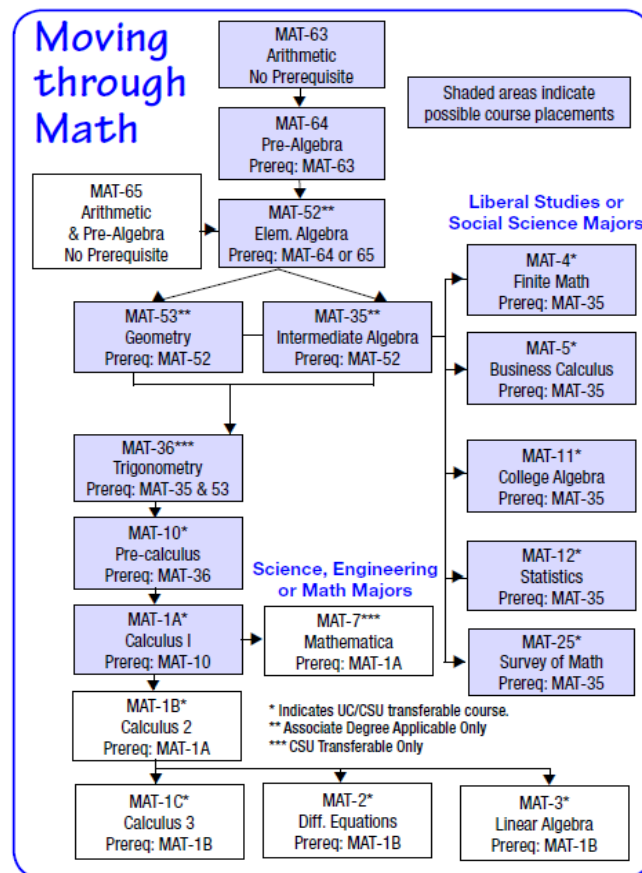 Moving
through
Math
MAT-63
Arithmetic
No Prerequisite
Shaded areas indicate
possible course placements
MAT-64
Pre-Algebra
Prereq: MAT-63
MAT-65
Arithmetic
& Pre-Algebra
No Prerequisite
MAT-52**
Elem. Algebra
Prereq: MAT-64 or 65
Liberal Studies or
Social Science Majors
MAT-4*
Finite Math
Prereq: MAT-35
MAT-53**
Geometry
Prereq: MAT-52
MAT-35**
Intermediate Algebra
Prereq: MAT-52
MAT-5*
Business Calculus
Prereq: MAT-35
MAT-36***
Trigonometry
Prereq: MAT-35 & 53
MAT-11*
College Algebra
Prereq: MAT-35
MAT-10*
Pre-calculus
Prereq: MAT-36
Science, Engineering
or Math Majors
MAT-12*
Statistics
Prereq: MAT-35
MAT-1A*
Calculus I
Prereq: MAT-10
MAT-7***
Mathematica
Prereq: MAT-1A
MAT-25*
Survey of Math
Prereq: MAT-35
MAT-1B*
Calculus 2
Prereq: MAT-1A
* Indicates UC/CSU transferable course.
** Associate Degree Applicable Only
*** CSU Transferable Only
MAT-1C*
Calculus 3
Prereq: MAT-1B
MAT-2*
Diff. Equations
Prereq: MAT-1B
MAT-3*
Linear Algebra
Prereq: MAT-1B